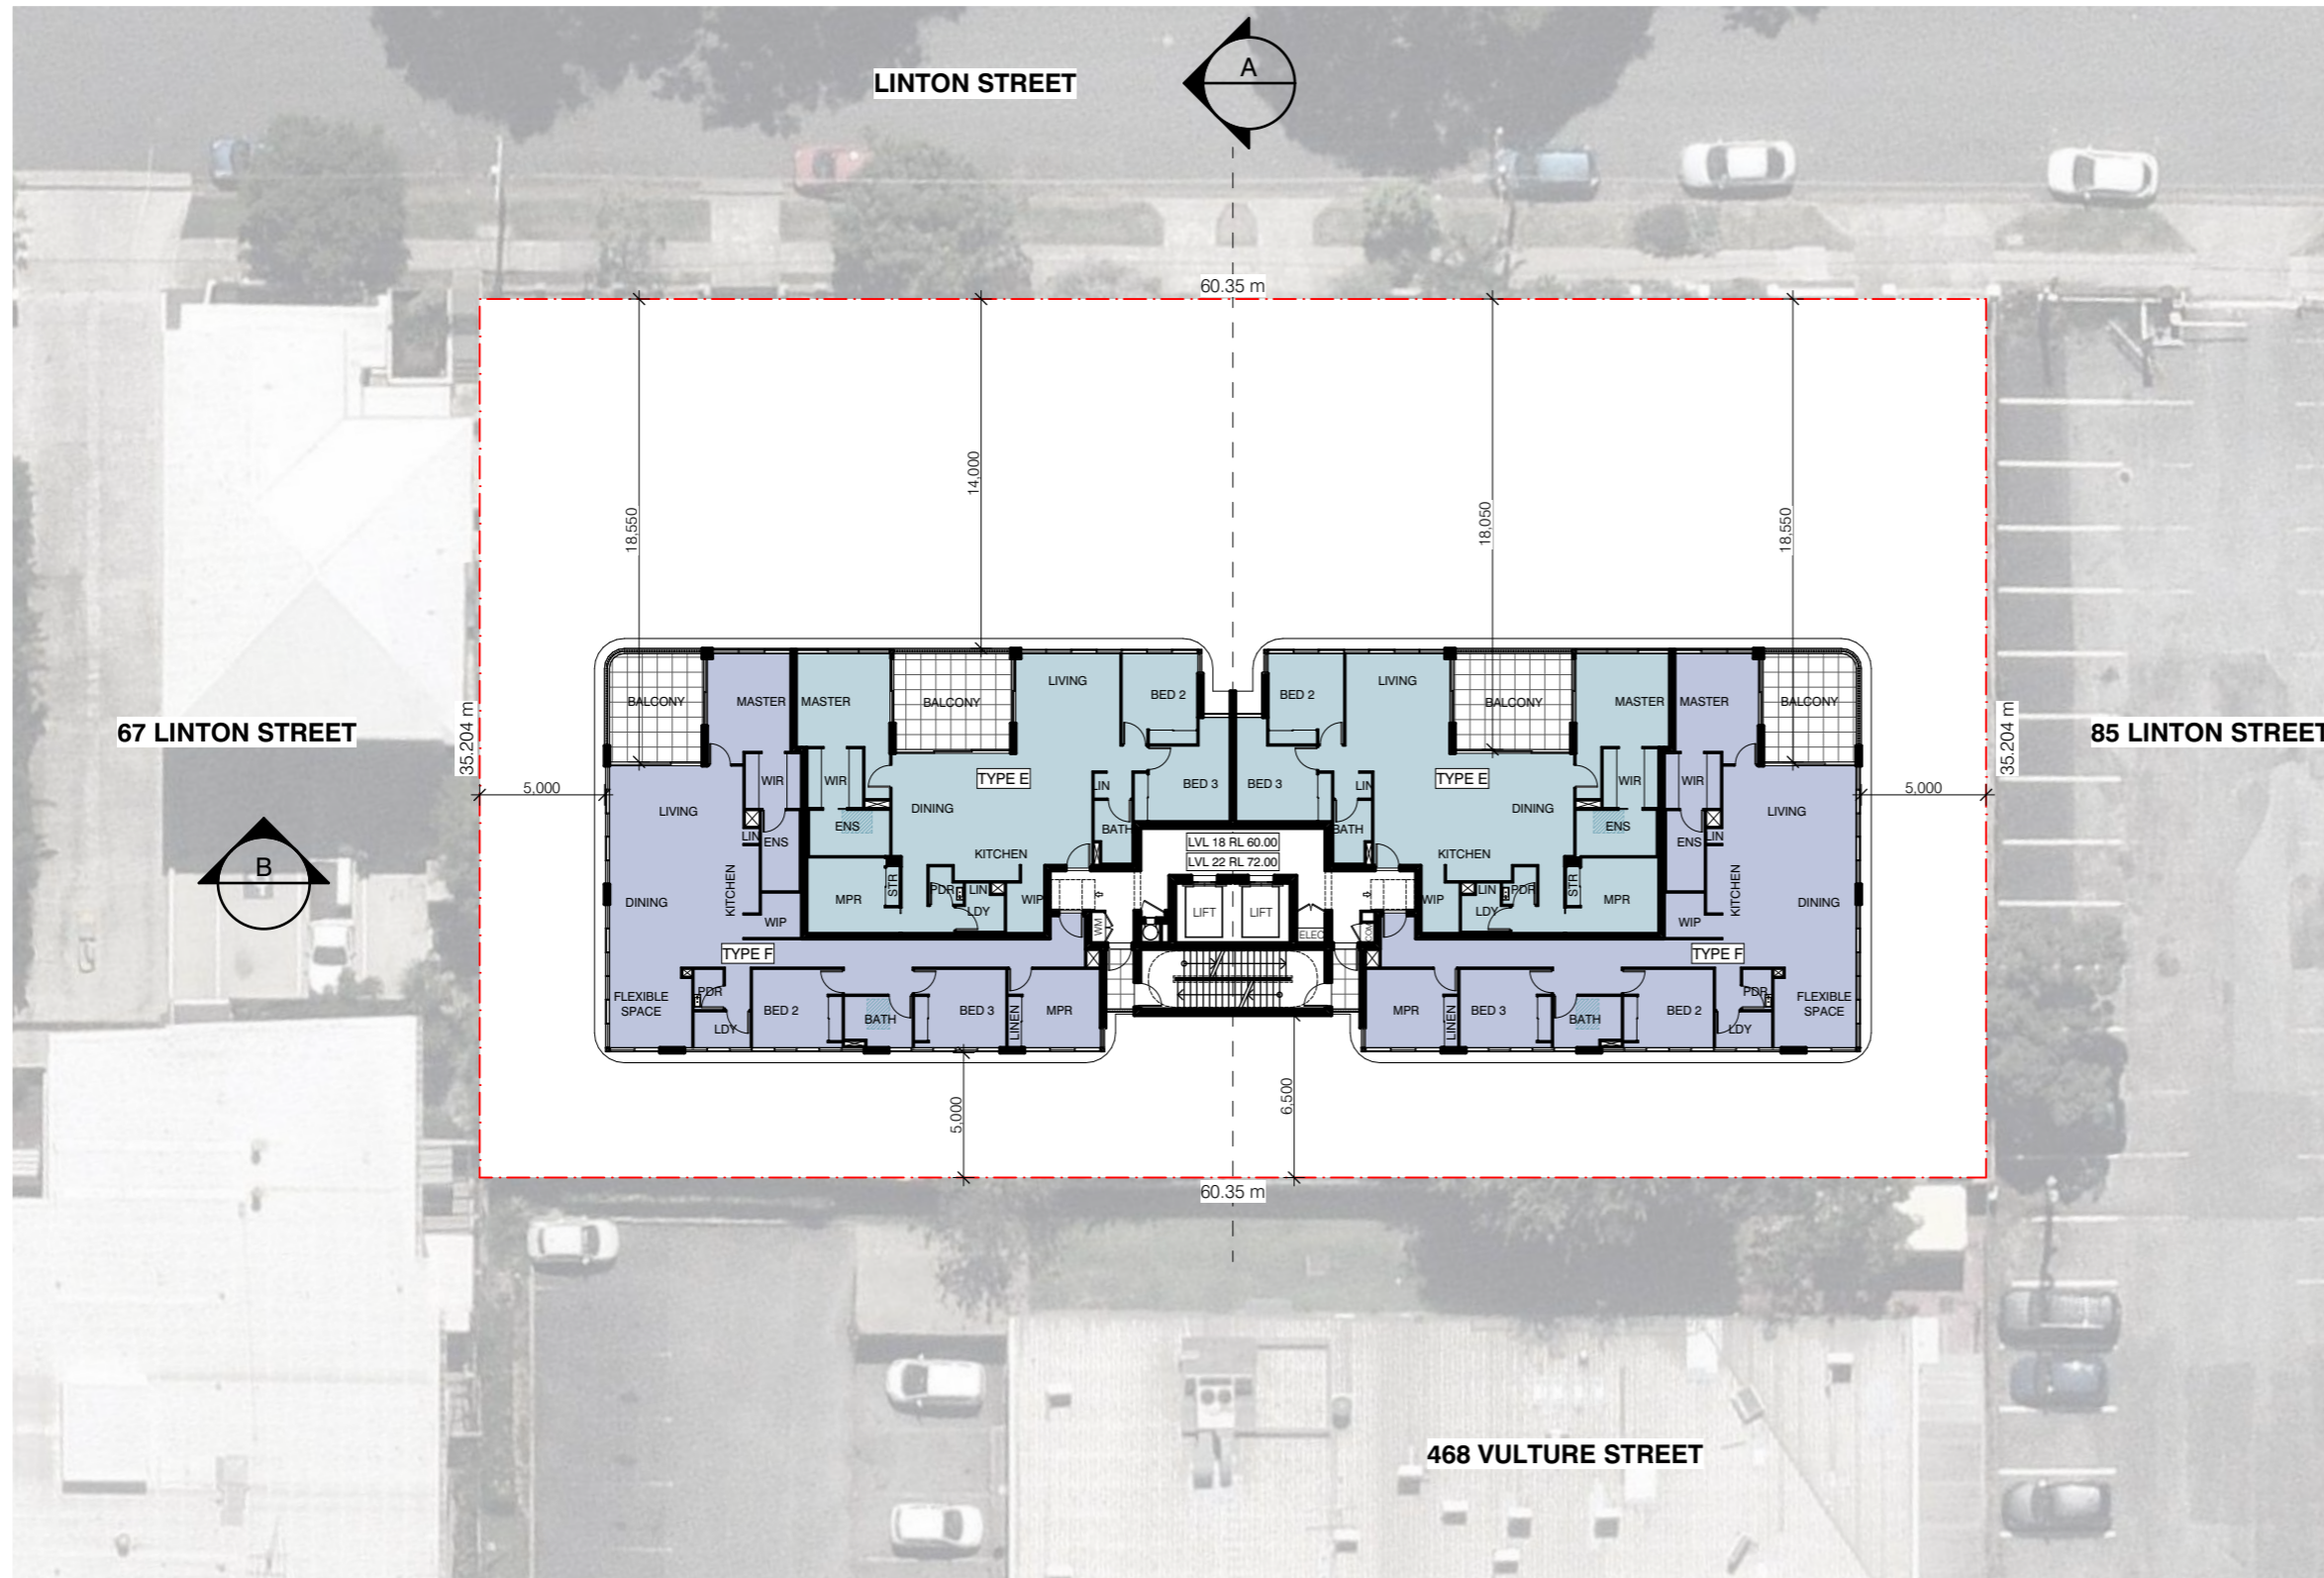 LINTON STREET
A
60.35 m
18,550
14,000
18,050
18,550
67 LINTON STREET
35.204 m
5,000
B
BALCONY
MASTER
MASTER
BALCONY
LIVING
BED 2
BED 2
LIVING
BALCONY
MASTER
MASTER
BALCONY
35.204 m
85 LINTON STREET
5,000
WIR
WIR
TYPE E
LIN
BED 3
BED 3
LIN
TYPE E
WIR
WIR
LIVING
DINING
DINING
LIVING
LIN
ENS
ENS
BATH
BATH
ENS
ENS
LIN
LVL 18 RL 60.00
LVL 22 RL 72.00
KITCHEN
KITCHEN
KITCHEN
KITCHEN
DINING
MPR
STR
PDR
LIN
LDY
WIP
WIP
LIN
PDR
LDY
STR
MPR
DINING
WIP
WM
LIFT
LIFT
ELEC
COM
WIP
TYPE F
TYPE F
FLEXIBLE
SPACE
PDR
LDY
BED 2
BATH
BED 3
LINEN
MPR
MPR
LINEN
BED 3
BATH
BED 2
PDR
LDY
FLEXIBLE
SPACE
5,000
6,500
60.35 m
468 VULTURE STREET